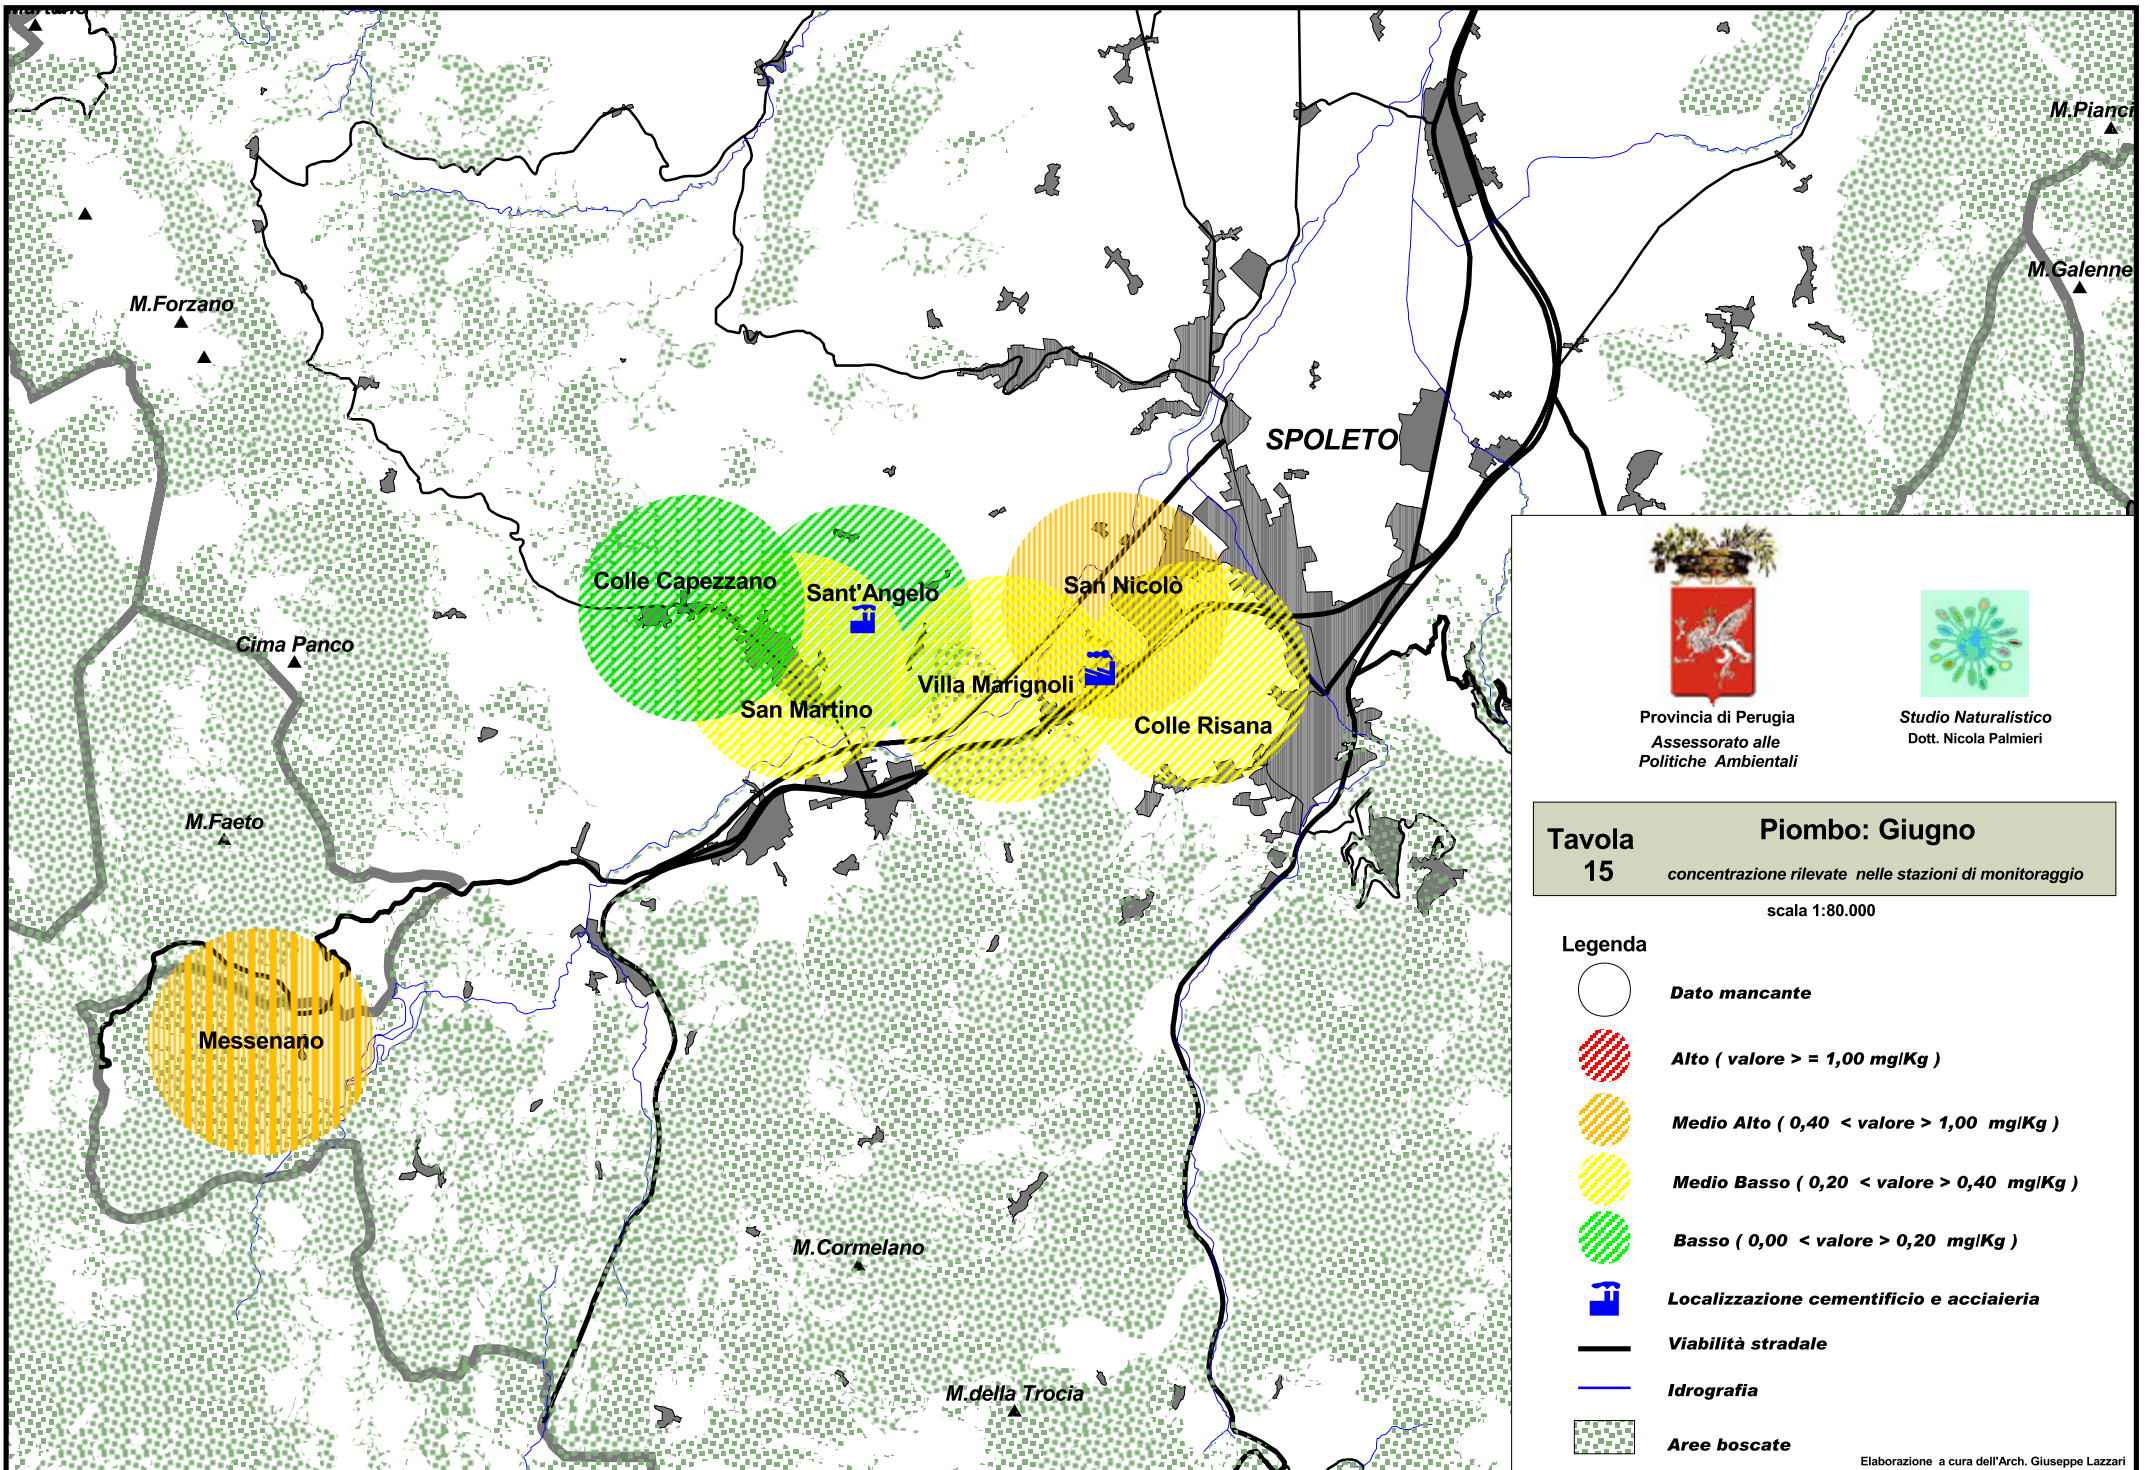 M.Pianci
M.Galenne
M.Forzano
SPOLETO
Colle Capezzano
Sant'Angelo
San Nicolò
Cima Panco
Villa Marignoli
San Martino
Colle Risana
M.Faeto
Messenano
M.Cormelano
M.della Trocia
Provincia di Perugia
Assessorato alle
Politiche Ambientali
Studio Naturalistico
Dott. Nicola Palmieri
Tavola
15
Piombo: Giugno
concentrazione rilevate nelle stazioni di monitoraggio
scala 1:80.000
Legenda
Dato mancante
Alto ( valore > = 1,00 mg/Kg )
Medio Alto ( 0,40 < valore > 1,00 mg/Kg )
Medio Basso ( 0,20 < valore > 0,40 mg/Kg )
Basso ( 0,00 < valore > 0,20 mg/Kg )
Localizzazione cementificio e acciaieria
Viabilità stradale
Idrografia
Aree boscate
Elaborazione a cura dell'Arch. Giuseppe Lazzari